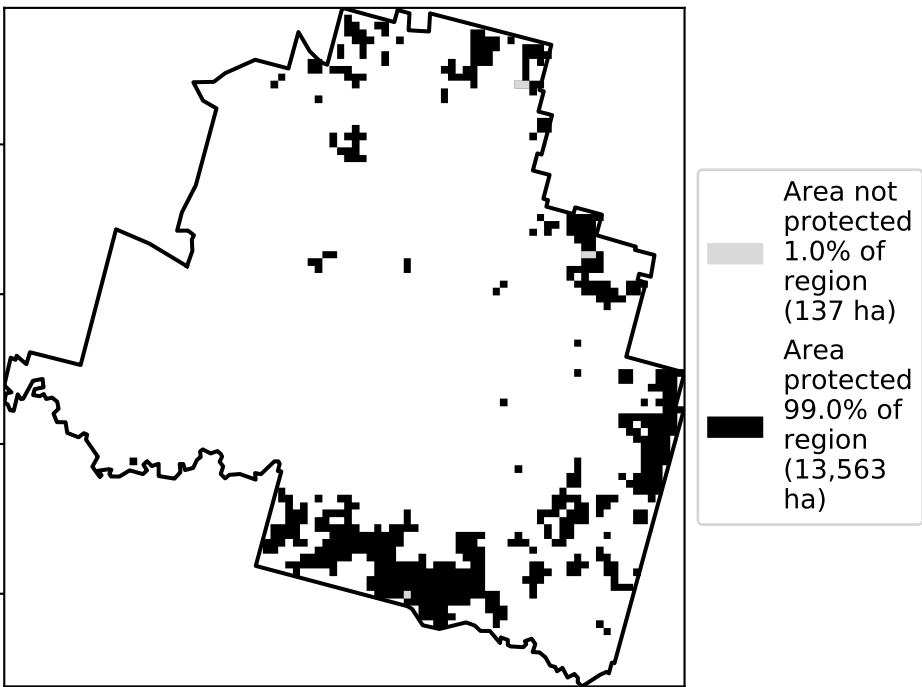 Area not
protected
1.0% of
region
(137 ha)
Area
protected
99.0% of
region
(13,563
ha)